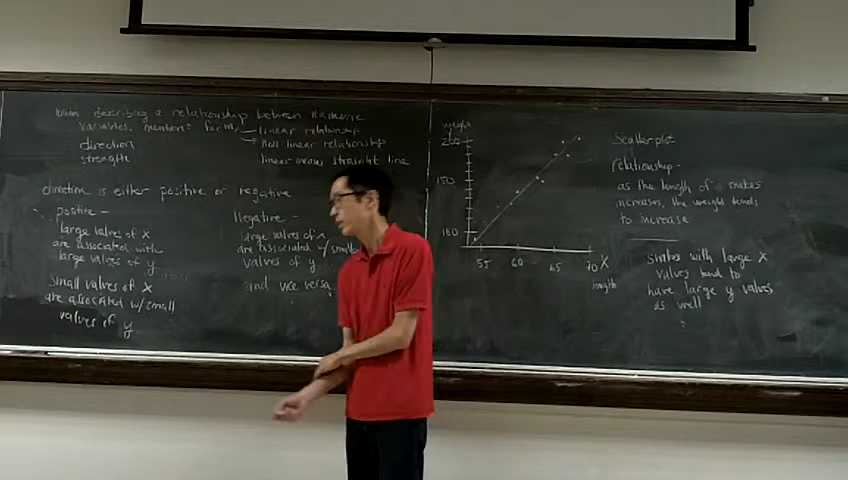 when describing a relationship between numeric
variables, mention: form, linear relationship
non linear relationship
direction
strength
linear means straight line
direction is either positive or negative
positive -
large values of x
are associated with
large values of y
small values of x
are associated w/ small
values of y
Negative -
large values of x
are associated w/ small
values of y
and vice versa
weight
200
150
100
55 60 65 70 x
length
Scatterplot
relationship -
as the length of snakes
increases, the weight tends
to increase
snakes with large x
values tend to
have large y values
as well